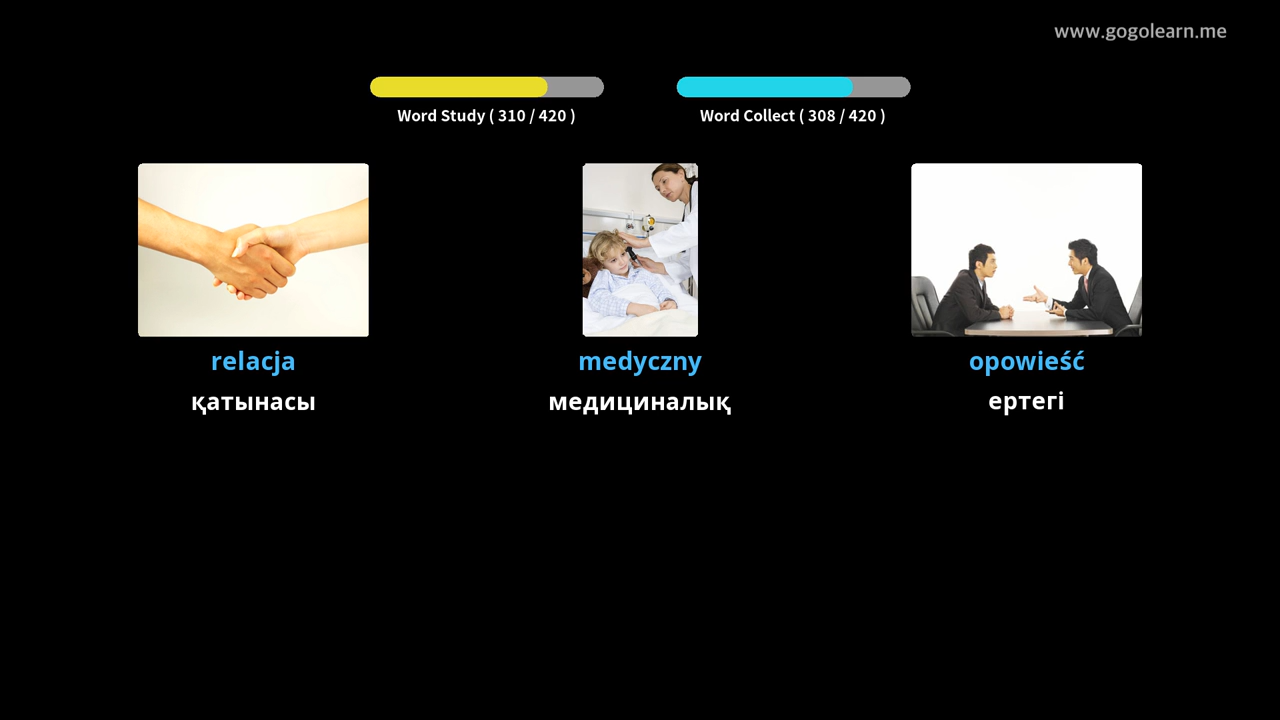 www.gogolearn.me
Word Study ( 310 / 420 )
Word Collect ( 308 / 420 )
relacja
medyczny
opowieść
қатынасы
медициналық
ертегі